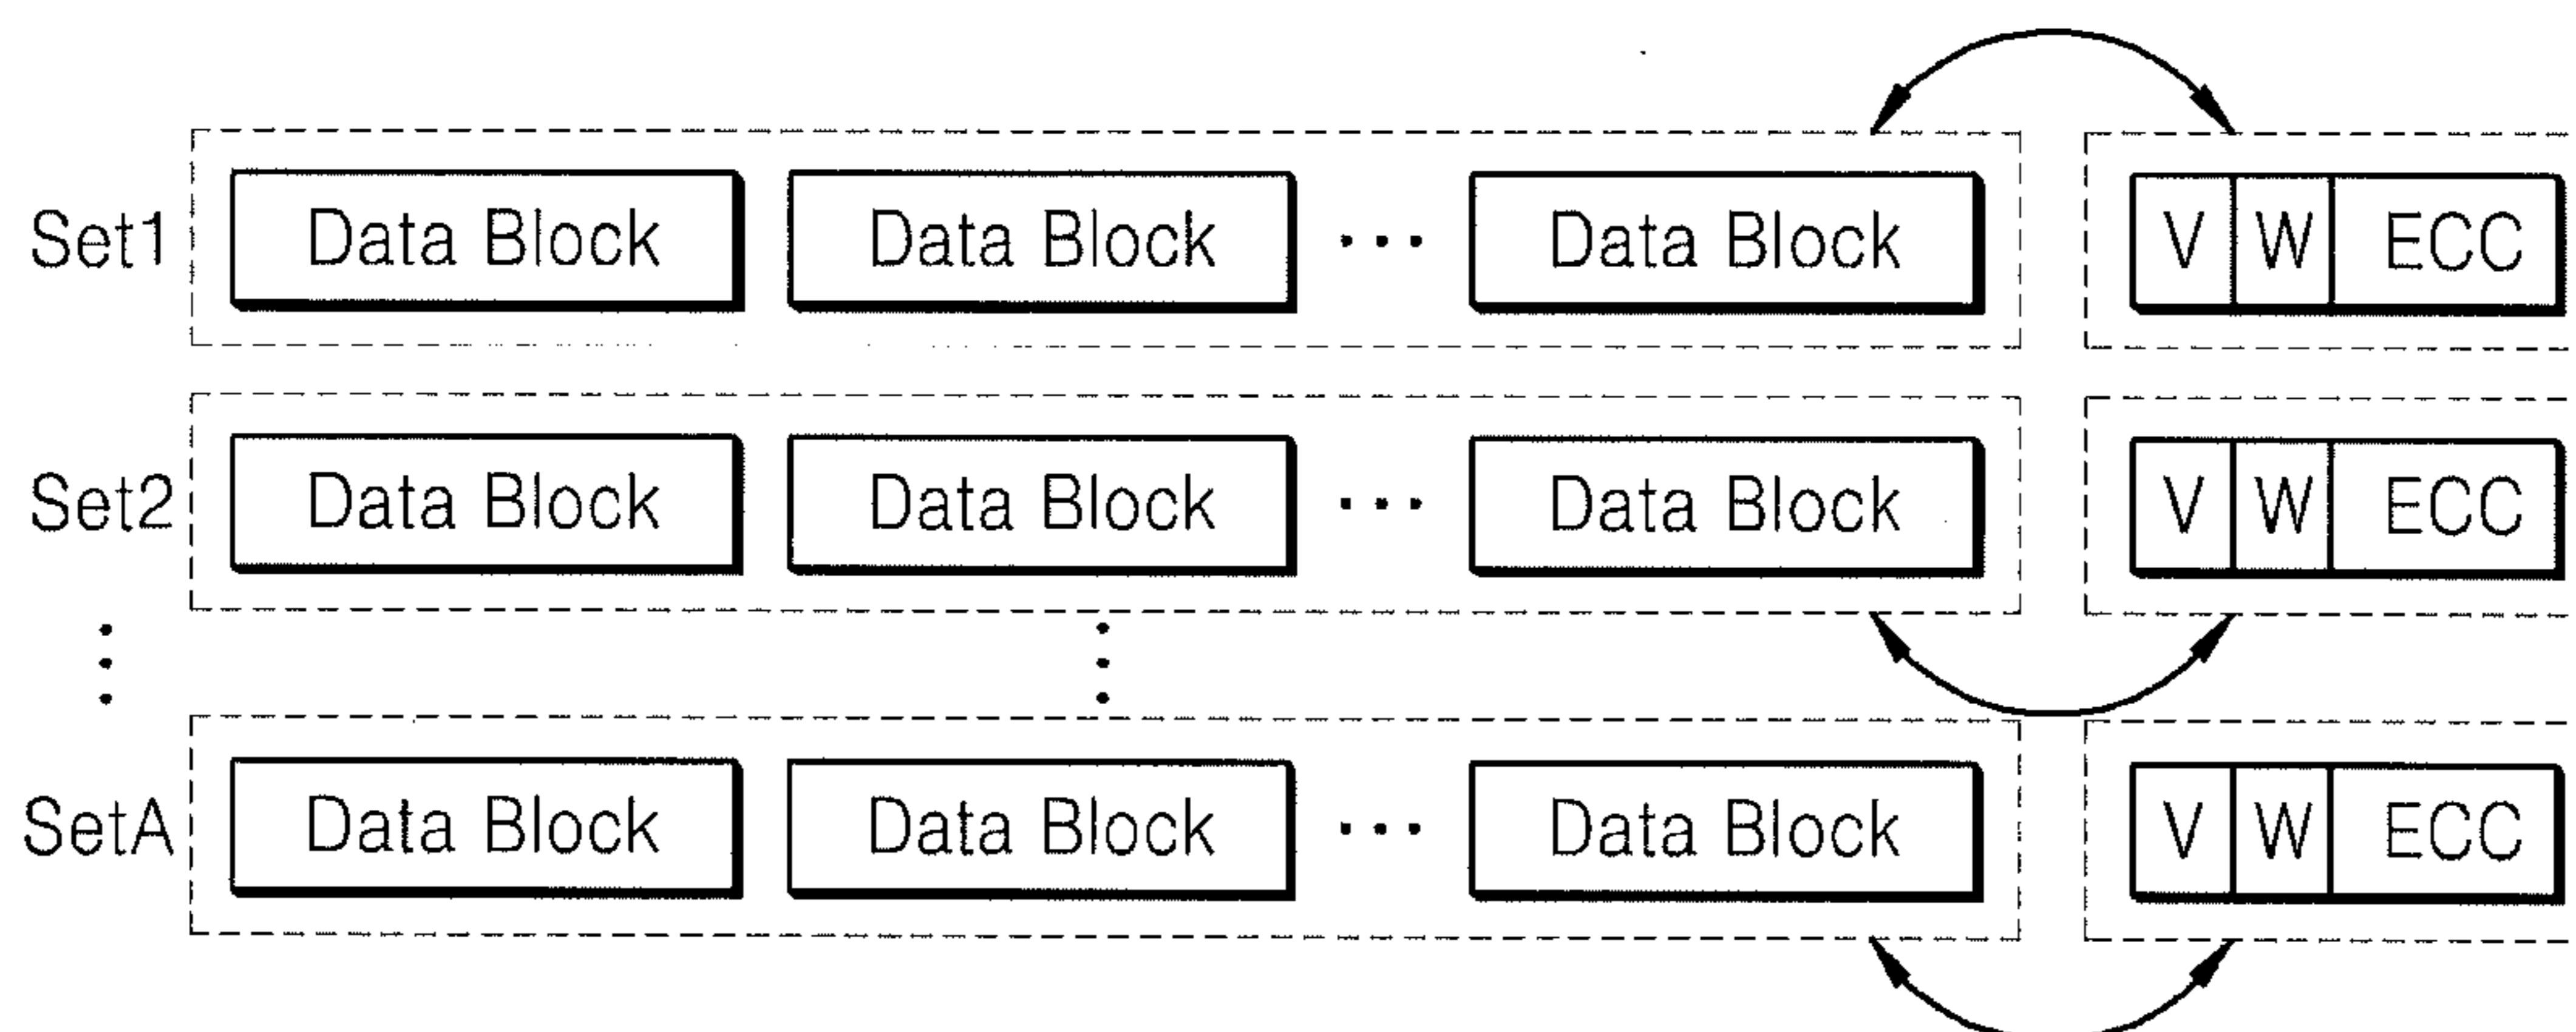 Set1 Data Block Data Block ... Data Block V W ECC
Set2 Data Block Data Block ... Data Block V W ECC
SetA Data Block Data Block ... Data Block V W ECC